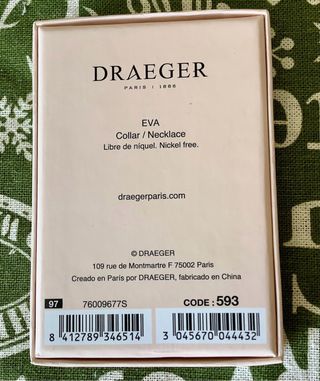 DRAEGER
PARIS | 1886
EVA
Collar / Necklace
Libre de níquel. Nickel free.
draegerparis.com
© DRAEGER
109 rue de Montmartre F 75002 Paris
Creado en París por DRAEGER, fabricado en China
97 76009677S CODE : 593
8 412789 346514 3 045670 044432